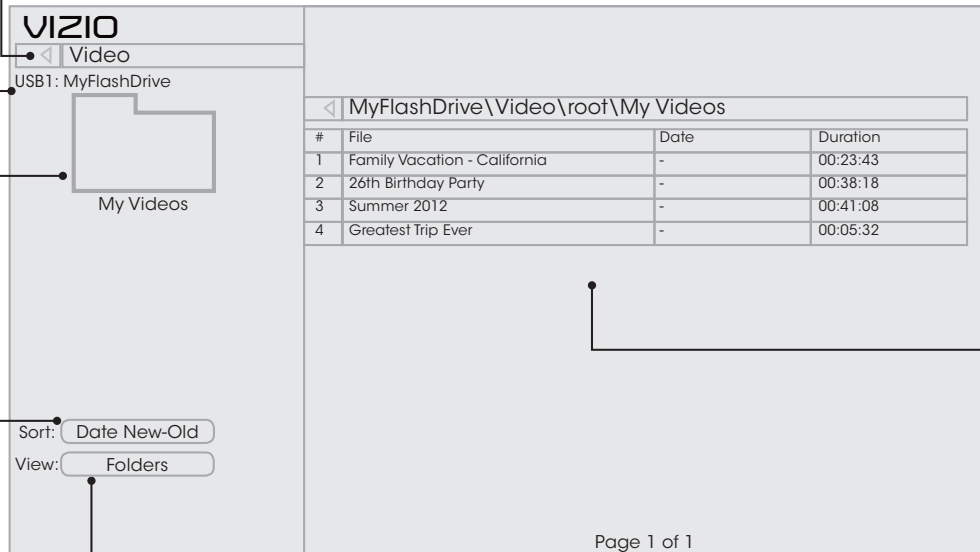 VIZIO
Video
USB1: MyFlashDrive
My Videos
Sort: Date New-Old
View: Folders
MyFlashDrive\Video\root\My Videos
# File Date Duration
1 Family Vacation - California - 00:23:43
2 26th Birthday Party - 00:38:18
3 Summer 2012 - 00:41:08
4 Greatest Trip Ever - 00:05:32
Page 1 of 1